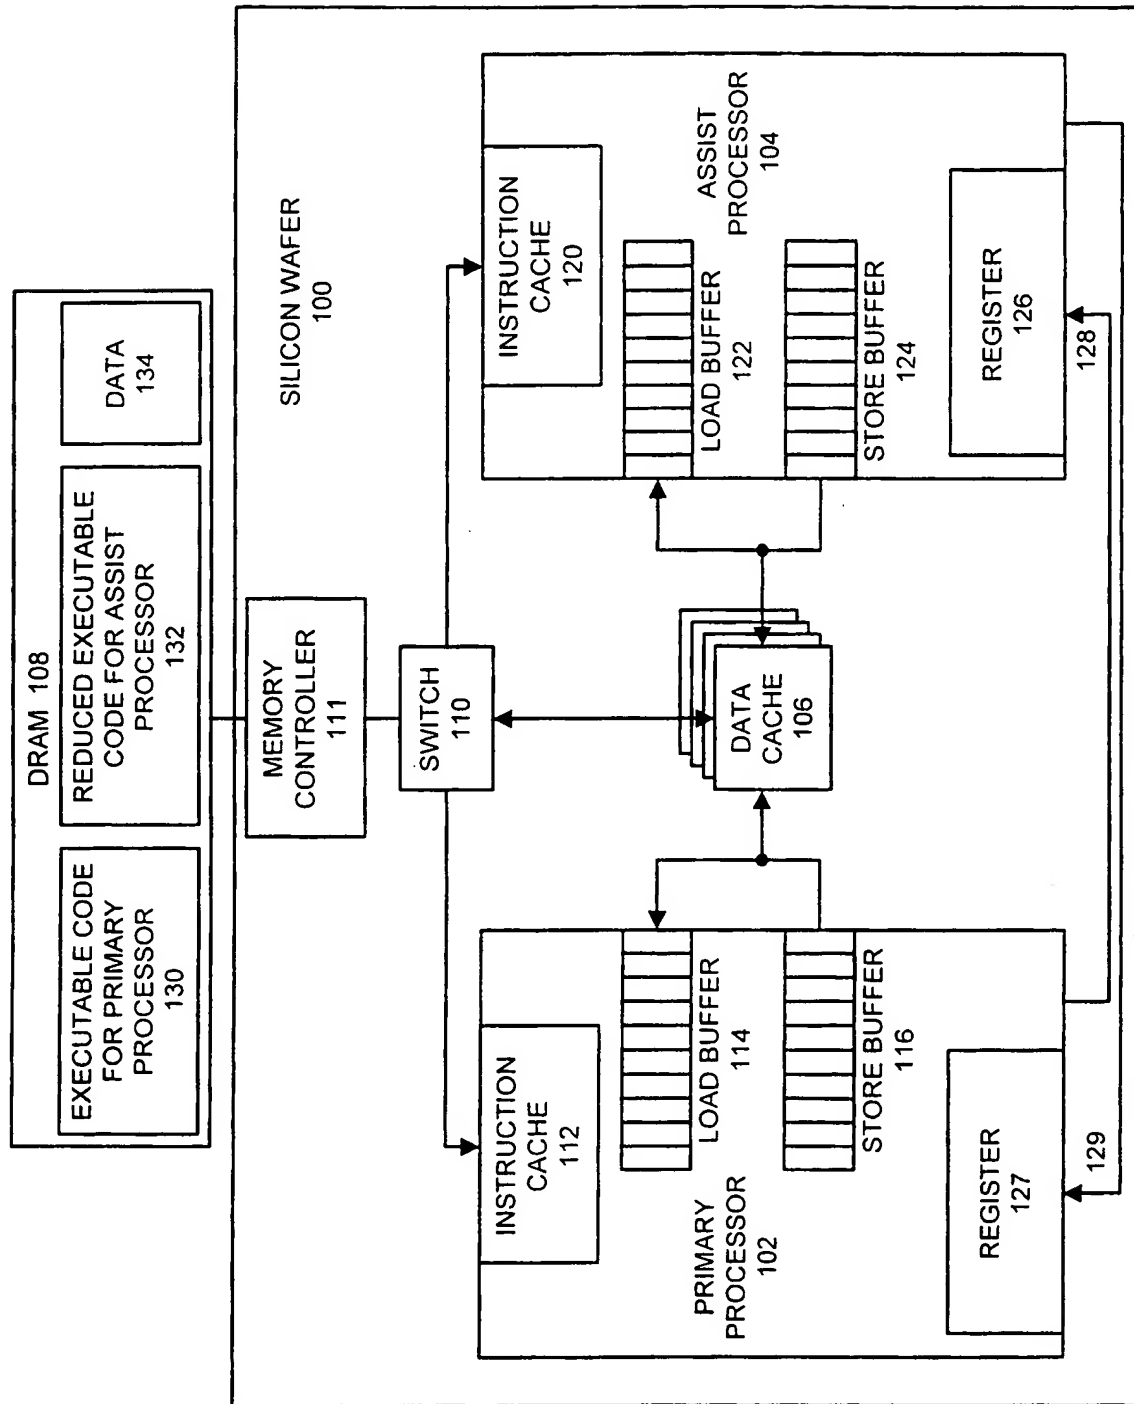 DRAM 108
EXECUTABLE CODE
FOR PRIMARY
PROCESSOR
130
REDUCED EXECUTABLE
CODE FOR ASSIST
PROCESSOR
132
DATA
134
SILICON WAFER
100
MEMORY
CONTROLLER
111
SWITCH
110
INSTRUCTION
CACHE
112
LOAD BUFFER
114
PRIMARY
PROCESSOR
102
STORE BUFFER
116
REGISTER
127
129
DATA
CACHE
106
INSTRUCTION
CACHE
120
LOAD BUFFER
122
ASSIST
PROCESSOR
104
STORE BUFFER
124
REGISTER
126
128